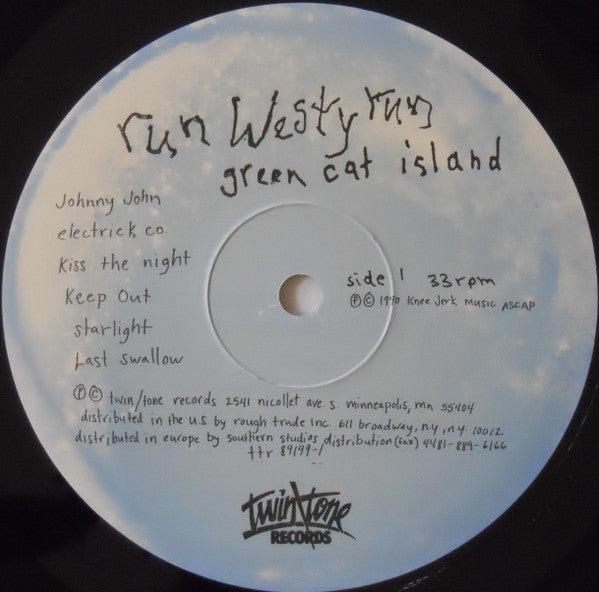 run Westy run
green cat island
Johnny John
electrick co.
Kiss the night
Keep Out
starlight
Last swallow
side 1 33rpm
℗ © 1990 Knee Jerk Music ASCAP
℗ © twin/tone records 2541 nicollet ave s. minneapolis, mn 55404
distributed in the U.S by rough trade Inc. 611 broadway, n.y., n.y. 10012
distributed in europe by southern studios/distribution (fax) 4481-889-6166
ttr 89199-1
twin/tone
RECORDS